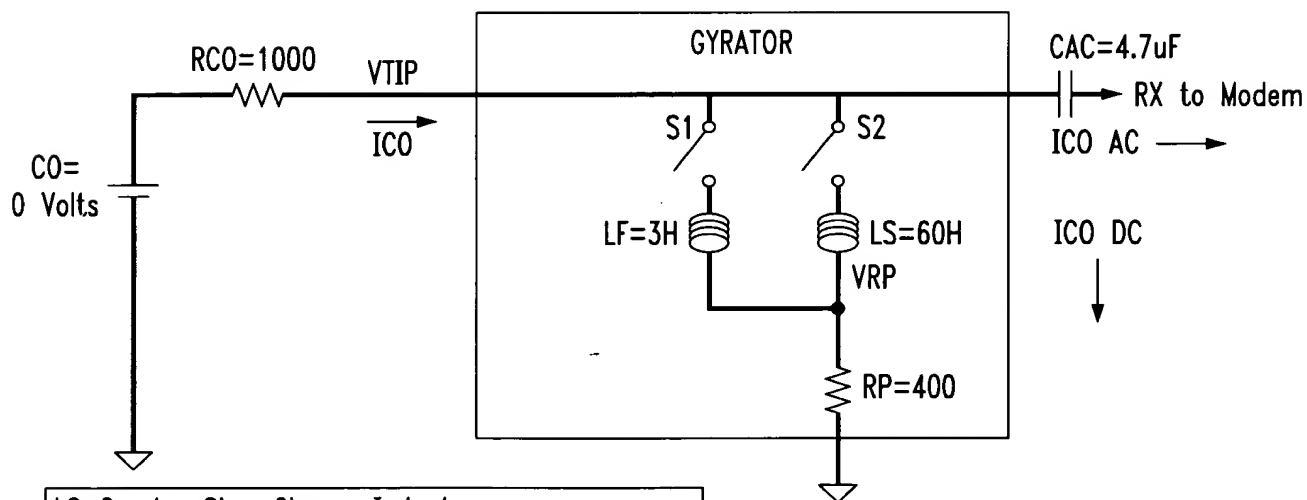 GYRATOR
RCO=1000
VTIP
ICO
CO=
0 Volts
S1
S2
LF=3H
LS=60H
VRP
RP=400
CAC=4.7uF
RX to Modem
ICO AC
ICO DC